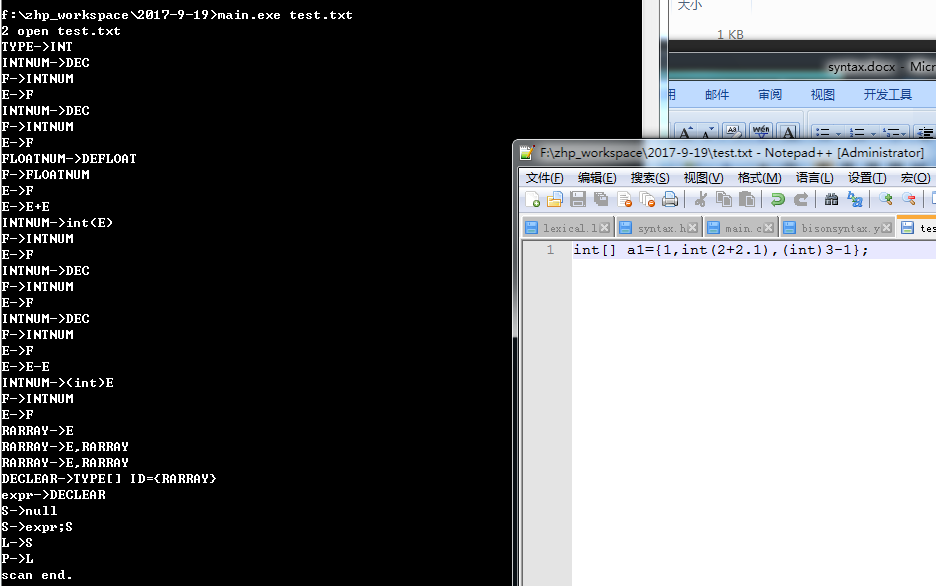 f:\zhp_workspace\2017-9-19>main.exe test.txt
2 open test.txt
TYPE->INT
INTNUM->DEC
F->INTNUM
E->F
INTNUM->DEC
F->INTNUM
E->F
FLOATNUM->DEFLOAT
F->FLOATNUM
E->F
E->E+E
INTNUM->int(E)
F->INTNUM
E->F
INTNUM->DEC
F->INTNUM
E->F
INTNUM->DEC
F->INTNUM
E->F
E->E-E
INTNUM->(int)E
F->INTNUM
E->F
RARRAY->E
RARRAY->E,RARRAY
RARRAY->E,RARRAY
DECLEAR->TYPE[] ID={RARRAY}
expr->DECLEAR
S->null
S->expr;S
L->S
P->L
scan end.
大小
1 KB
syntax.docx - Micr
用 邮件 审阅 视图 开发工具
F:\zhp_workspace\2017-9-19\test.txt - Notepad++ [Administrator]
文件(F) 编辑(E) 搜索(S) 视图(V) 格式(M) 语言(L) 设置(T) 宏(O)
lexical.l syntax.h main.c bisonsyntax.y tes
1 int[] a1={1,int(2+2.1),(int)3-1};